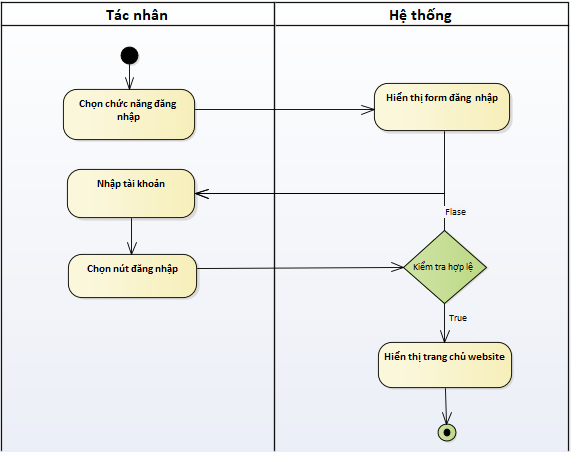 Tác nhân
Hệ thống
Chọn chức năng đăng
nhập
Hiển thị form đăng nhập
Nhập tài khoản
Flase
Chọn nút đăng nhập
Kiểm tra hợp lệ
True
Hiển thị trang chủ website